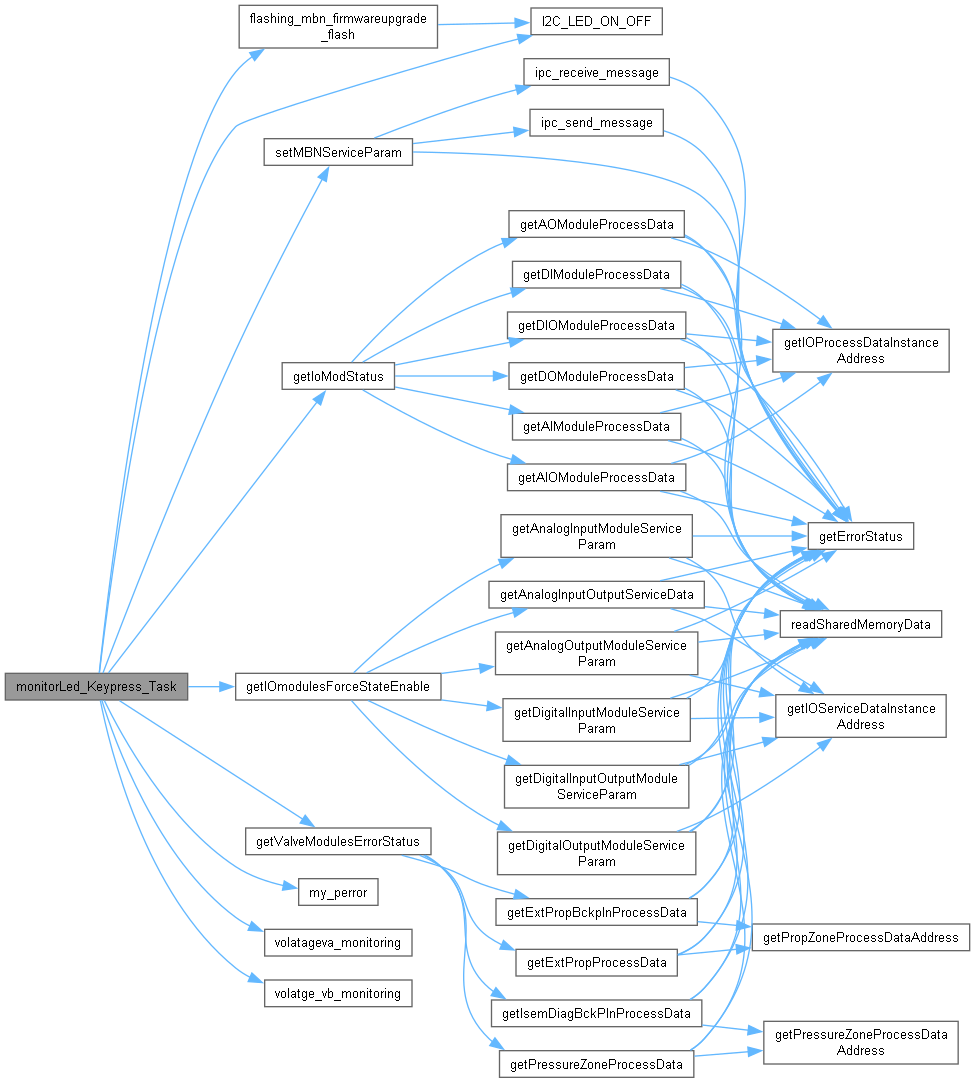 flashing_mbn_firmwareupgrade
_flash
I2C_LED_ON_OFF
ipc_receive_message
ipc_send_message
setMBNServiceParam
getAOModuleProcessData
getDIModuleProcessData
getDIOModuleProcessData
getIOProcessDataInstance
Address
getIoModStatus
getDOModuleProcessData
getAIModuleProcessData
getAIOModuleProcessData
getAnalogInputModuleService
Param
getErrorStatus
getAnalogInputOutputServiceData
readSharedMemoryData
getAnalogOutputModuleService
Param
monitorLed_Keypress_Task
getIOmodulesForceStateEnable
getDigitalInputModuleService
Param
getIOServiceDataInstance
Address
getDigitalInputOutputModule
ServiceParam
getValveModulesErrorStatus
getDigitalOutputModuleService
Param
my_perror
getExtPropBckplnProcessData
volatageva_monitoring
getPropZoneProcessDataAddress
getExtPropProcessData
volatge_vb_monitoring
getIsemDiagBckPlnProcessData
getPressureZoneProcessData
Address
getPressureZoneProcessData